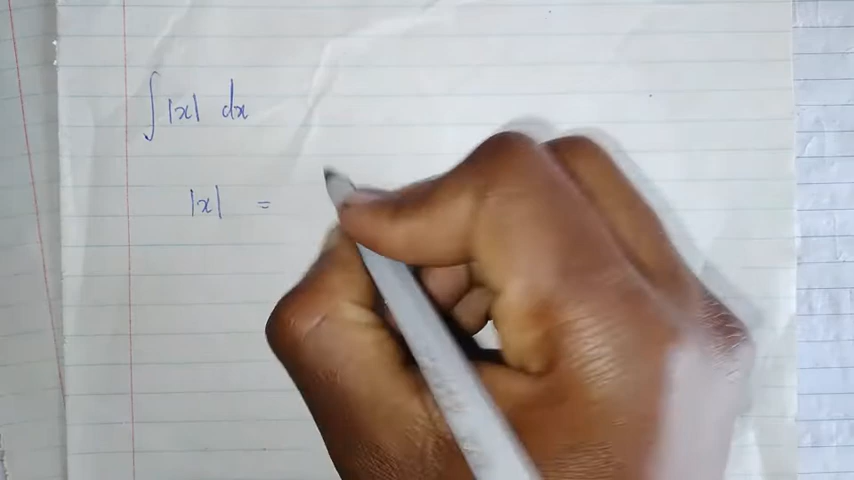 ∫|x| dx
|x| =